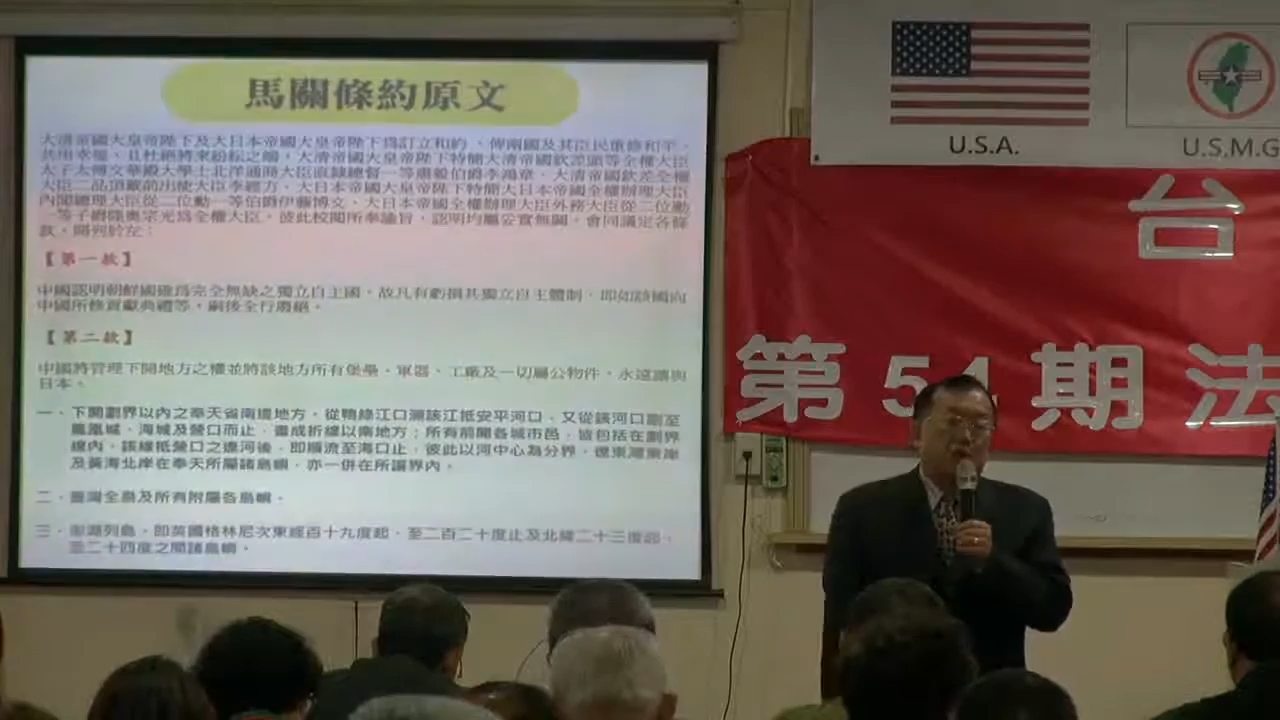 馬關條約原文
大清帝國大皇帝陛下及大日本帝國大皇帝陛下為訂立和約，俾兩國及其臣民重修和平，
共用幸福，且杜絕將來紛紜之端，大清帝國大皇帝陛下特簡大清帝國欽差頭等全權大臣
太子太傅文華殿大學士北洋通商大臣直隸總督一等肅毅伯爵李鴻章、大清帝國欽差全權
大臣二品頂戴前出使大臣李經方、大日本帝國大皇帝陛下特簡大日本帝國全權辦理大臣
內閣總理大臣從二位勳一等伯爵伊藤博文、大日本帝國全權辦理大臣外務大臣從二位勳
一等子爵陸奧宗光為全權大臣，彼此校閱所奉諭旨，認明均屬妥實無闕，會同議定各條
款，開列於左：
【第一款】
中國認明朝鮮國確為完全無缺之獨立自主國，故凡有虧損其獨立自主體制，即如該國向
中國所修貢獻典禮等，嗣後全行廢絕。
【第二款】
中國將管理下開地方之權並將該地方所有堡壘、軍器、工廠及一切屬公物件，永遠讓與
日本。
一、下開劃界以內之奉天省南邊地方。從鴨綠江口溯該江抵安平河口，又從該河口劃至
鳳凰城、海城及營口而止，畫成折線以南地方；所有前開各城市邑，皆包括在劃界
線內。該線抵營口之遼河後，即順流至海口止，彼此以河中心為分界。遼東灣東岸
及黃海北岸在奉天所屬諸島嶼，亦一併在所讓界內。
二、臺灣全島及所有附屬各島嶼。
三、澎湖列島。即英國格林尼次東經百十九度起，至二百二十度止及北緯二十三度起，
至二十四度之間諸島嶼。
U.S.A.
U.S.M.G
台
第54期法